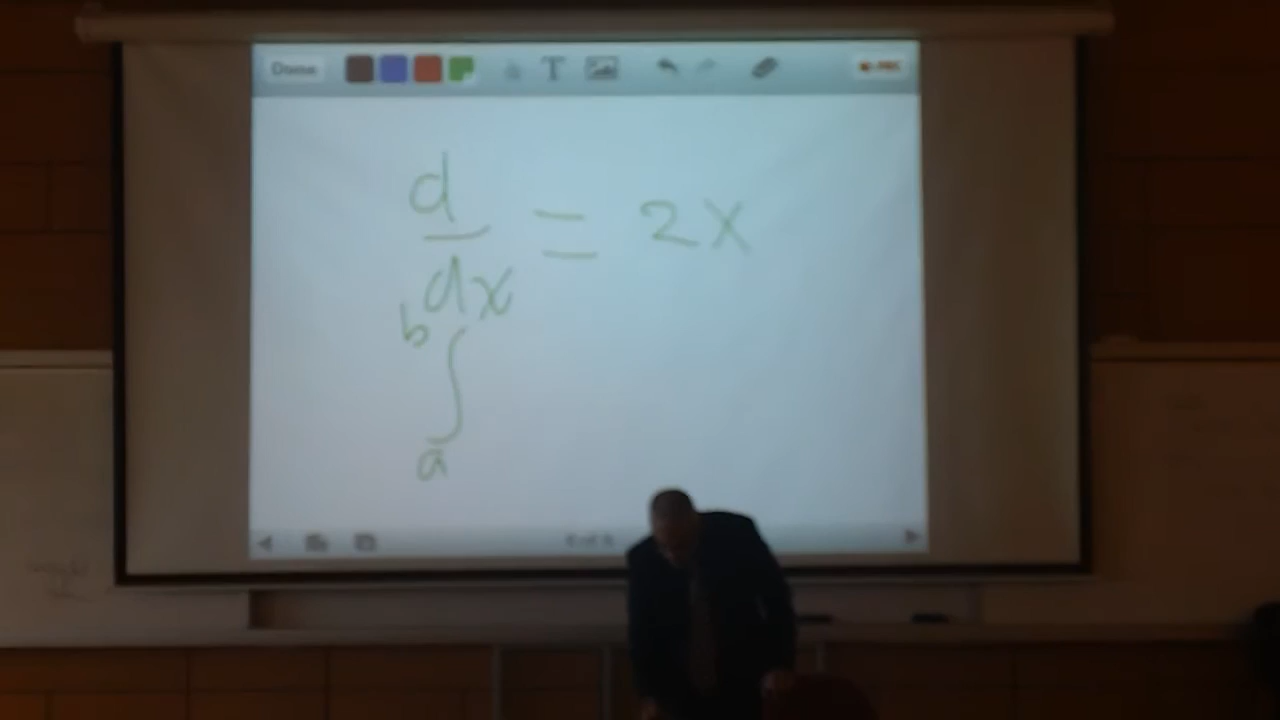 Done T
d
— = 2x
dx
b
∫
a